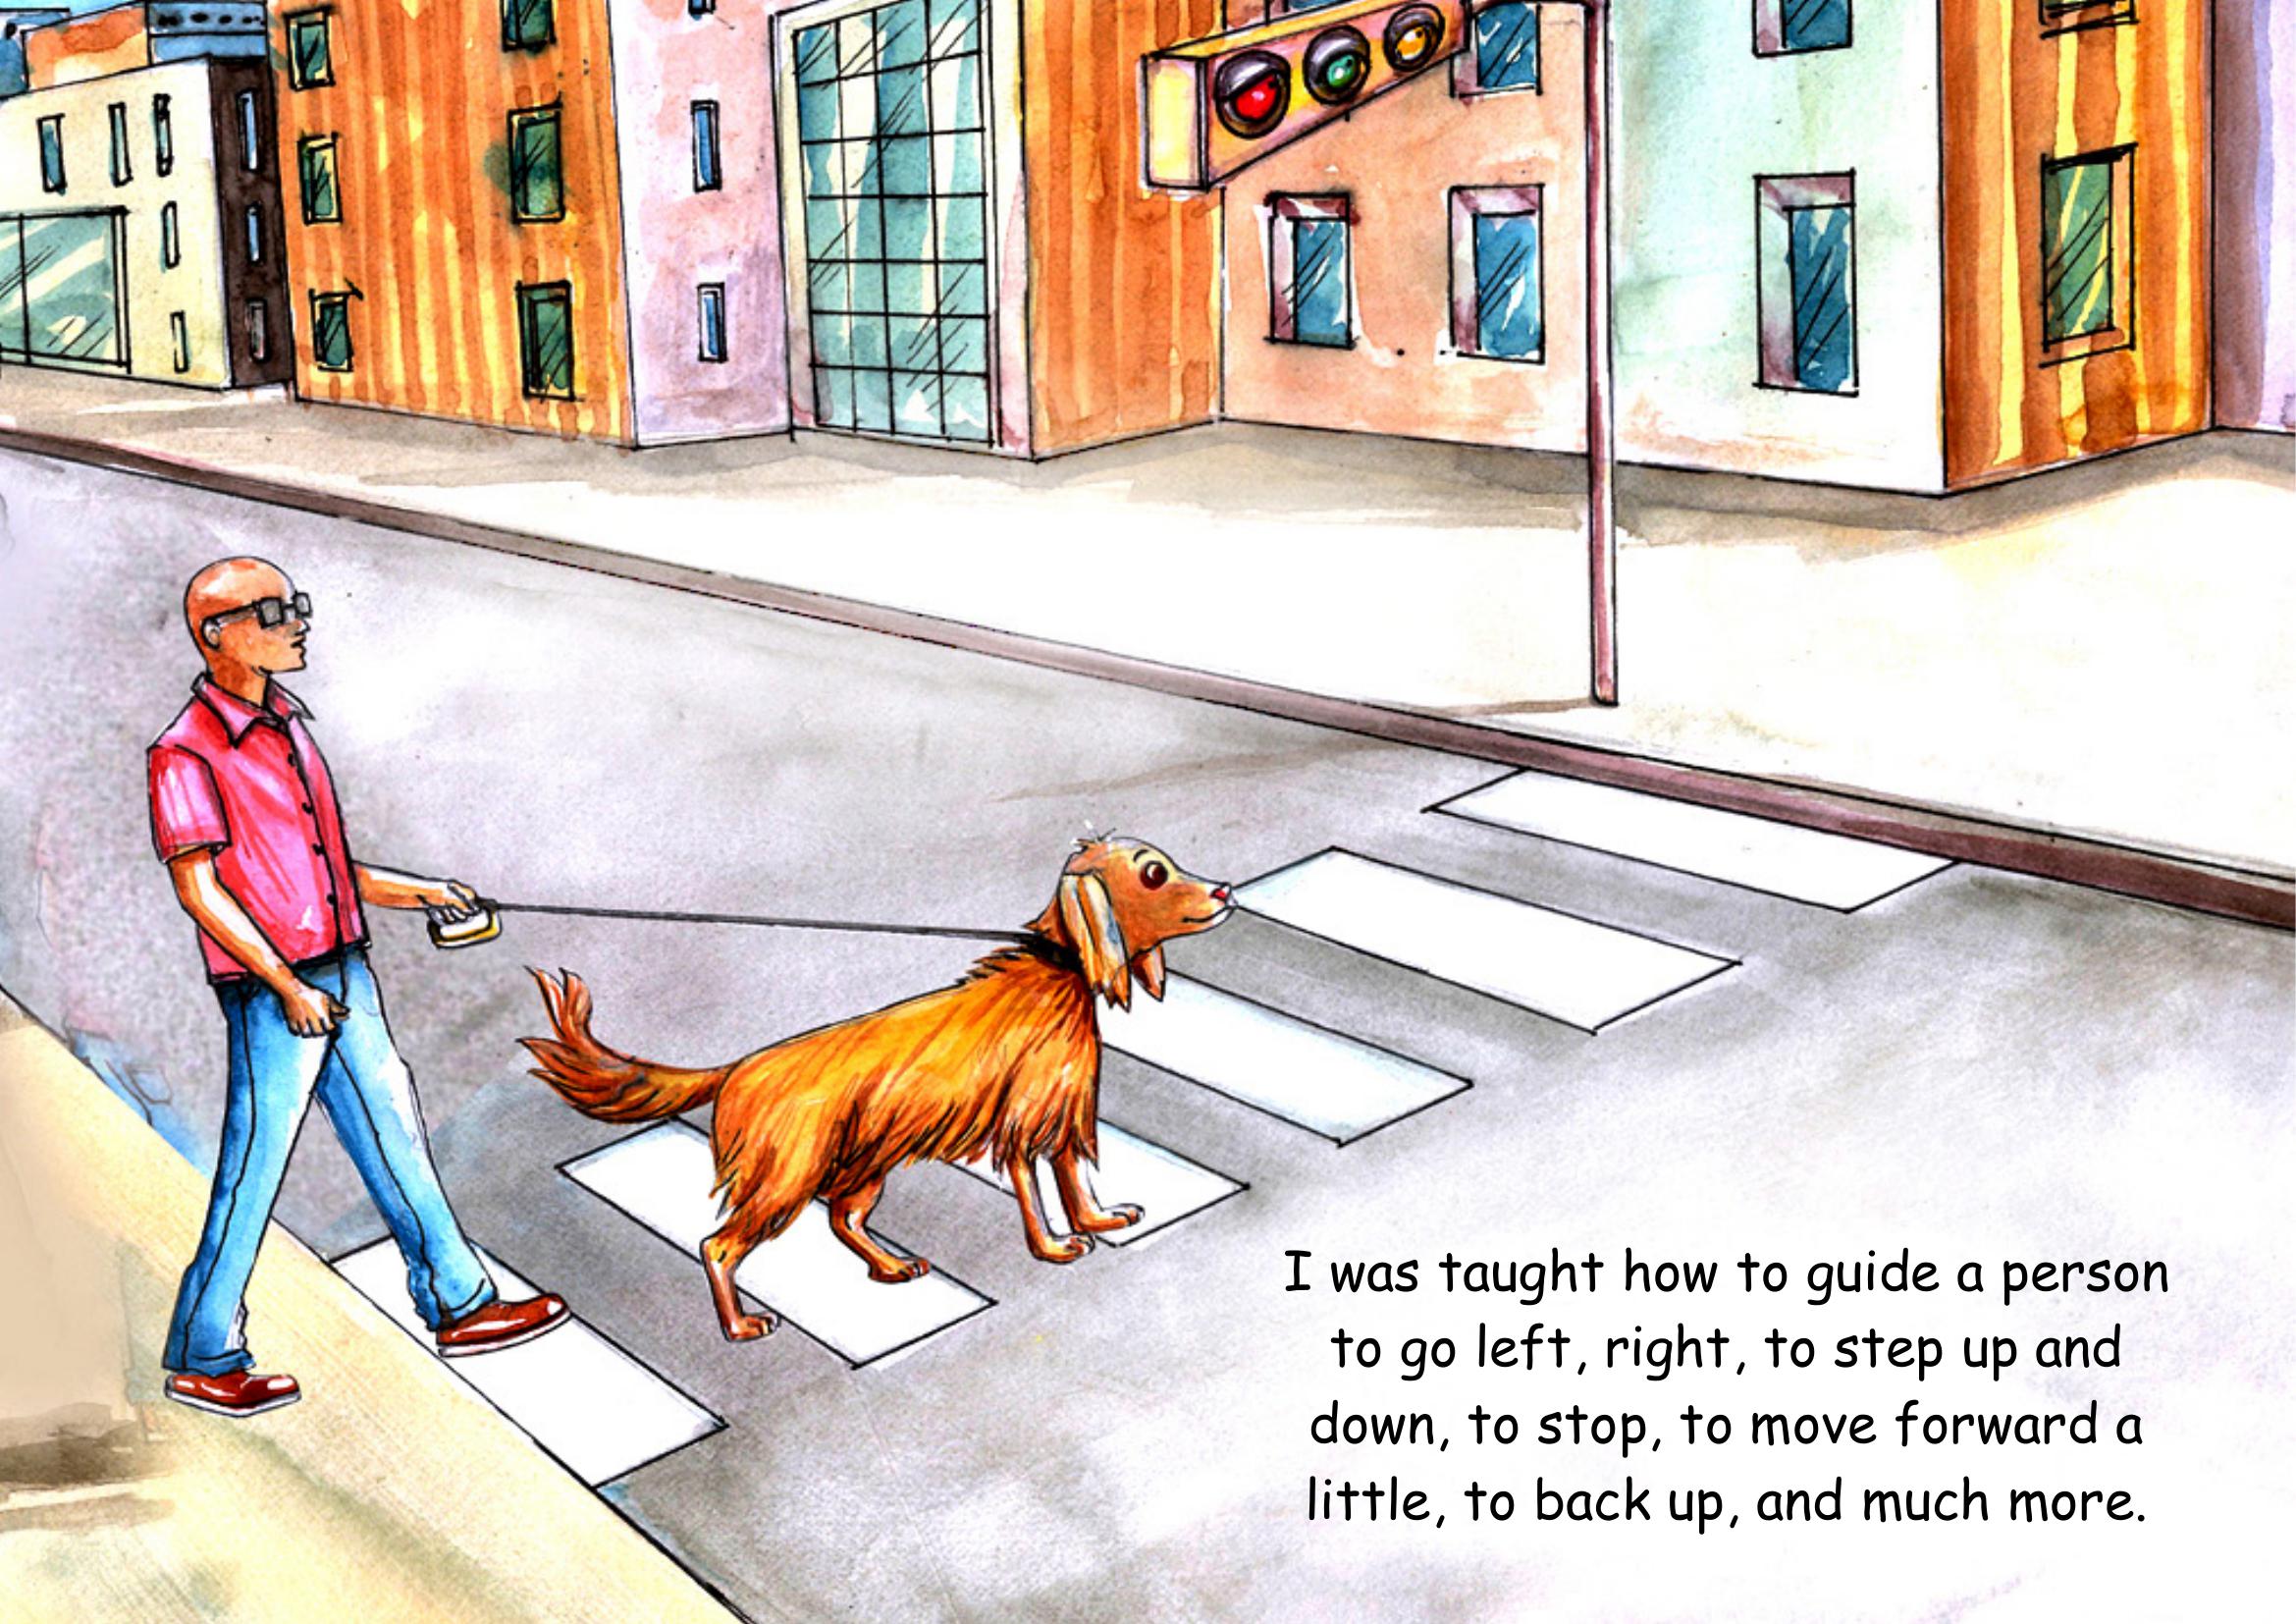 I was taught how to guide a person
to go left, right, to step up and
down, to stop, to move forward a
little, to back up, and much more.